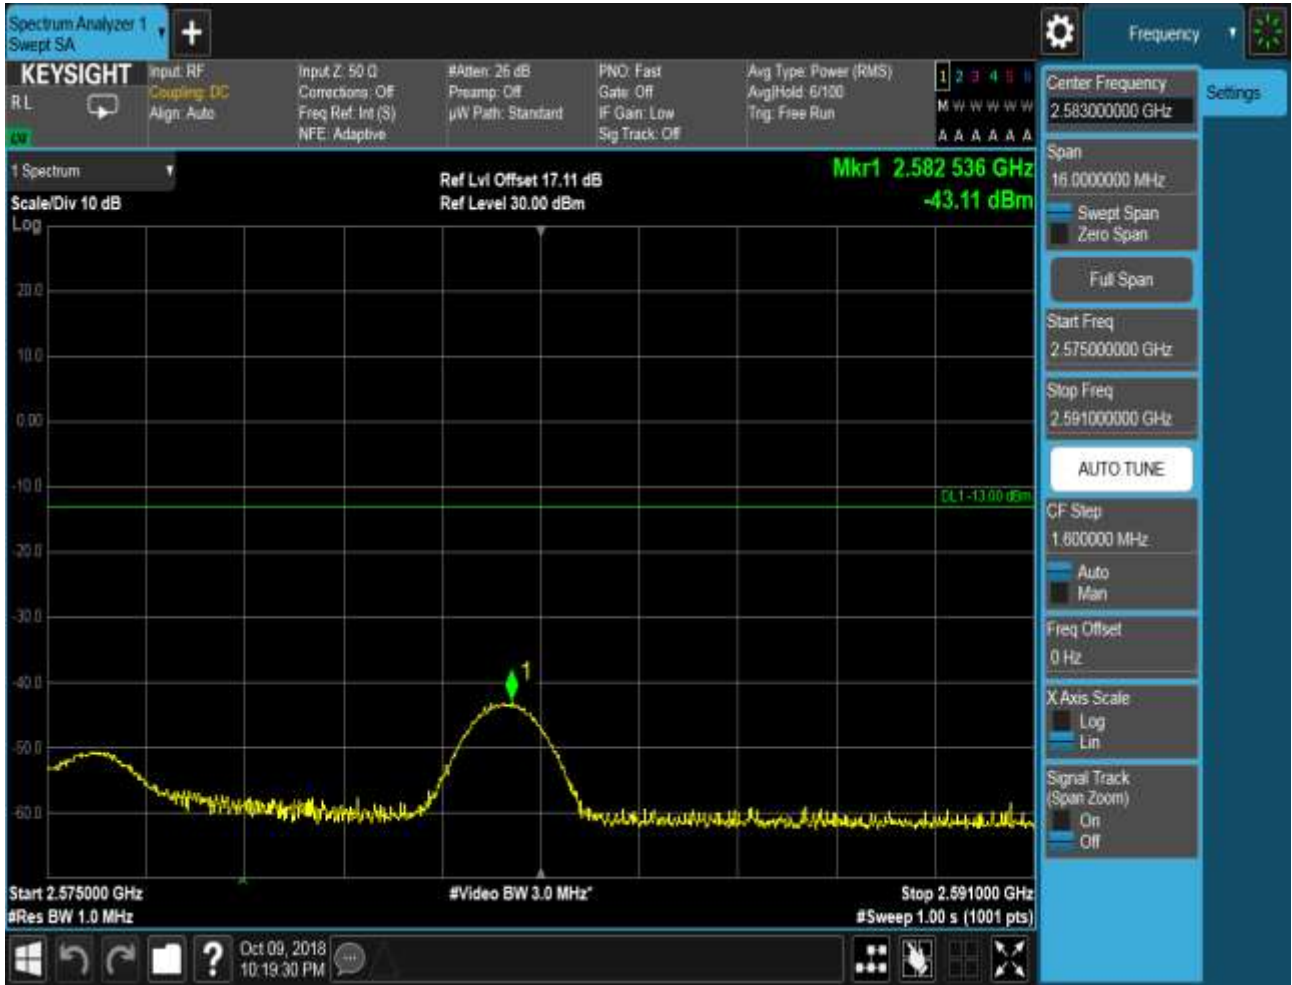 Spectrum Analyzer 1
Swept SA
Frequency
KEYSIGHT
R L
LW
Input: RF
Coupling: DC
Align: Auto
Input Z: 50 Ω
Corrections: Off
Freq Ref: Int (S)
NFE: Adaptive
#Atten: 26 dB
Preamp: Off
µW Path: Standard
PNO: Fast
Gate: Off
IF Gain: Low
Sig Track: Off
Avg Type: Power (RMS)
Avg|Hold: 6/100
Trig: Free Run
1 2 3 4 5 6
M W W W W W
A A A A A A
Center Frequency
2.583000000 GHz
Settings
1 Spectrum
Scale/Div 10 dB
Ref Lvl Offset 17.11 dB
Ref Level 30.00 dBm
Mkr1 2.582 536 GHz
-43.11 dBm
Span
16.0000000 MHz
Swept Span
Zero Span
Full Span
Start Freq
2.575000000 GHz
Stop Freq
2.591000000 GHz
AUTO TUNE
CF Step
1.600000 MHz
Auto
Man
Freq Offset
0 Hz
X Axis Scale
Log
Lin
Signal Track
(Span Zoom)
On
Off
Log
20.0
10.0
0.00
-10.0
DL1 -13.00 dBm
-20.0
-30.0
-40.0
1
-50.0
-60.0
Start 2.575000 GHz
#Res BW 1.0 MHz
#Video BW 3.0 MHz*
Stop 2.591000 GHz
#Sweep 1.00 s (1001 pts)
?
Oct 09, 2018
10:19:30 PM